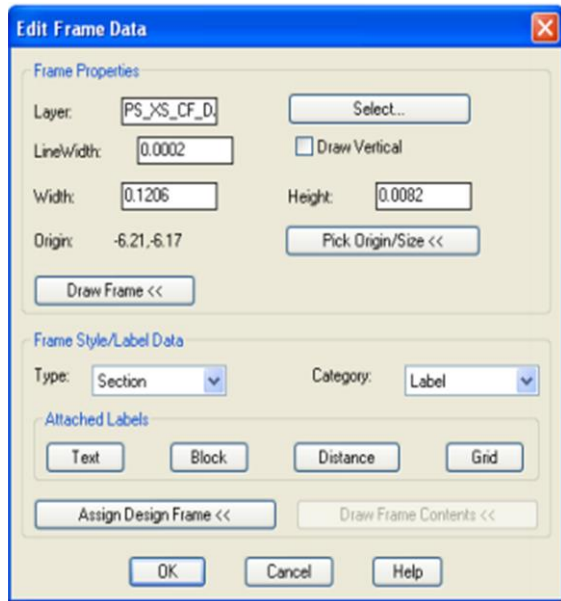 Edit Frame Data
Frame Properties
Layer: PS_XS_CF_D. Select...
LineWidth: 0.0002 Draw Vertical
Width: 0.1206 Height: 0.0082
Origin: -6.21,-6.17 Pick Origin/Size <<
Draw Frame <<
Frame Style/Label Data
Type: Section Category: Label
Attached Labels
Text Block Distance Grid
Assign Design Frame << Draw Frame Contents <<
OK Cancel Help